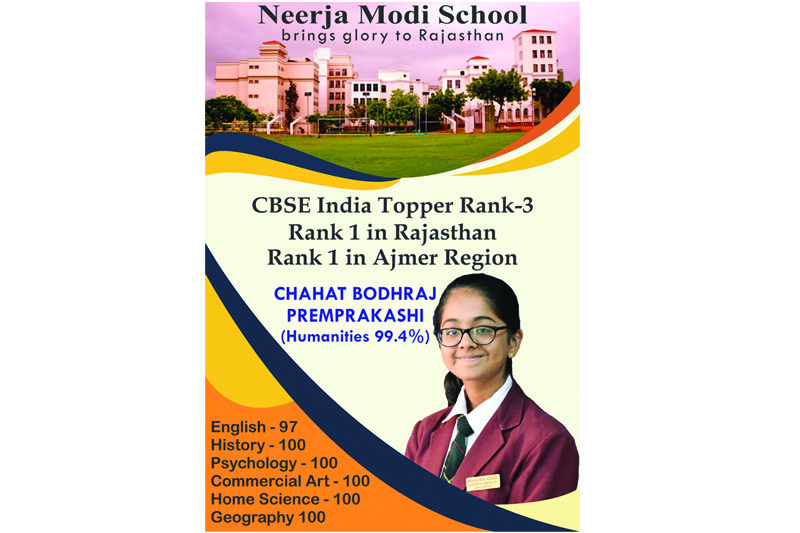 Neerja Modi School
brings glory to Rajasthan
CBSE India Topper Rank-3
Rank 1 in Rajasthan
Rank 1 in Ajmer Region
CHAHAT BODHRAJ
PREMPRAKASHI
(Humanities 99.4%)
English - 97
History - 100
Psychology - 100
Commercial Art - 100
Home Science - 100
Geography 100